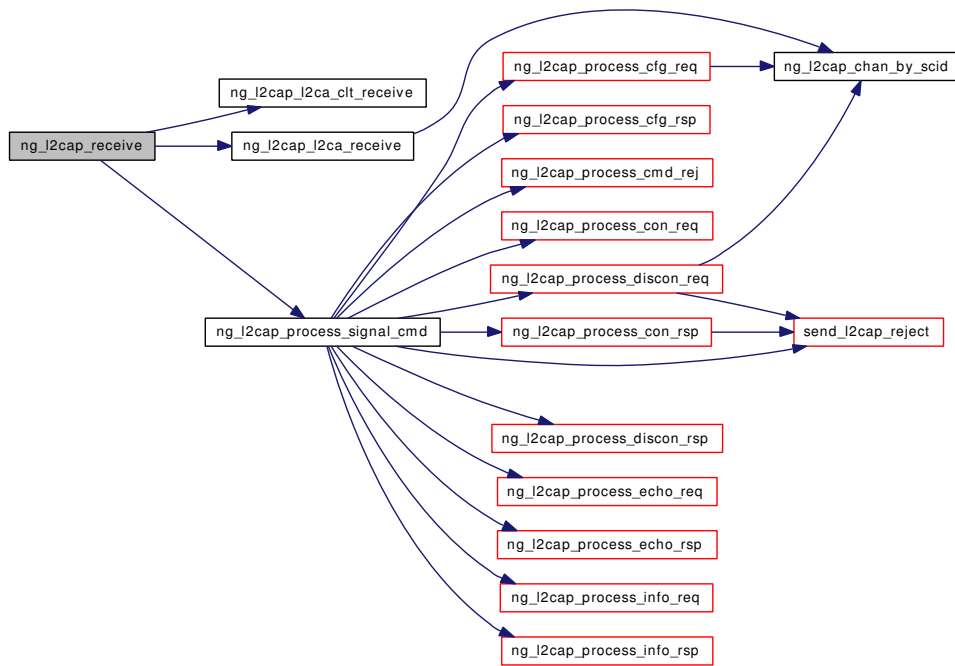 ng_l2cap_receive
ng_l2cap_l2ca_clt_receive
ng_l2cap_l2ca_receive
ng_l2cap_process_signal_cmd
ng_l2cap_process_cfg_req
ng_l2cap_process_cfg_rsp
ng_l2cap_process_cmd_rej
ng_l2cap_process_con_req
ng_l2cap_process_discon_req
ng_l2cap_process_con_rsp
ng_l2cap_process_discon_rsp
ng_l2cap_process_echo_req
ng_l2cap_process_echo_rsp
ng_l2cap_process_info_req
ng_l2cap_process_info_rsp
ng_l2cap_chan_by_scid
send_l2cap_reject